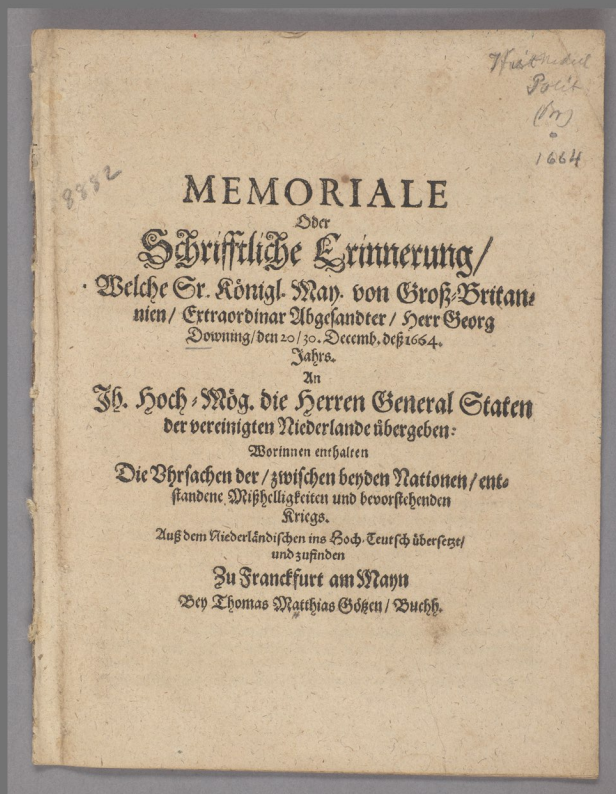 Polit
1664
8882
MEMORIALE
Oder
Schrifftliche Erinnerung/
Welche Sr. Königl. May. von Groß-Britan-
nien/ Extraordinar Abgesandter/ Herr Georg
Downing/den 20/30. Decemb. deß 1664.
Jahrs.
An
Jh. Hoch-Mög. die Herren General Staten
der vereinigten Niederlande übergeben:
Worinnen enthalten
Die Vhrsachen der/ zwischen beyden Nationen/ ent-
standene Mißhelligkeiten und bevorstehenden
Kriegs.
Auß dem Niederländischen ins Hoch-Teutsch übersetzt/
und zufinden
Zu Franckfurt am Mayn
Bey Thomas Matthias Götzen/ Buchh.